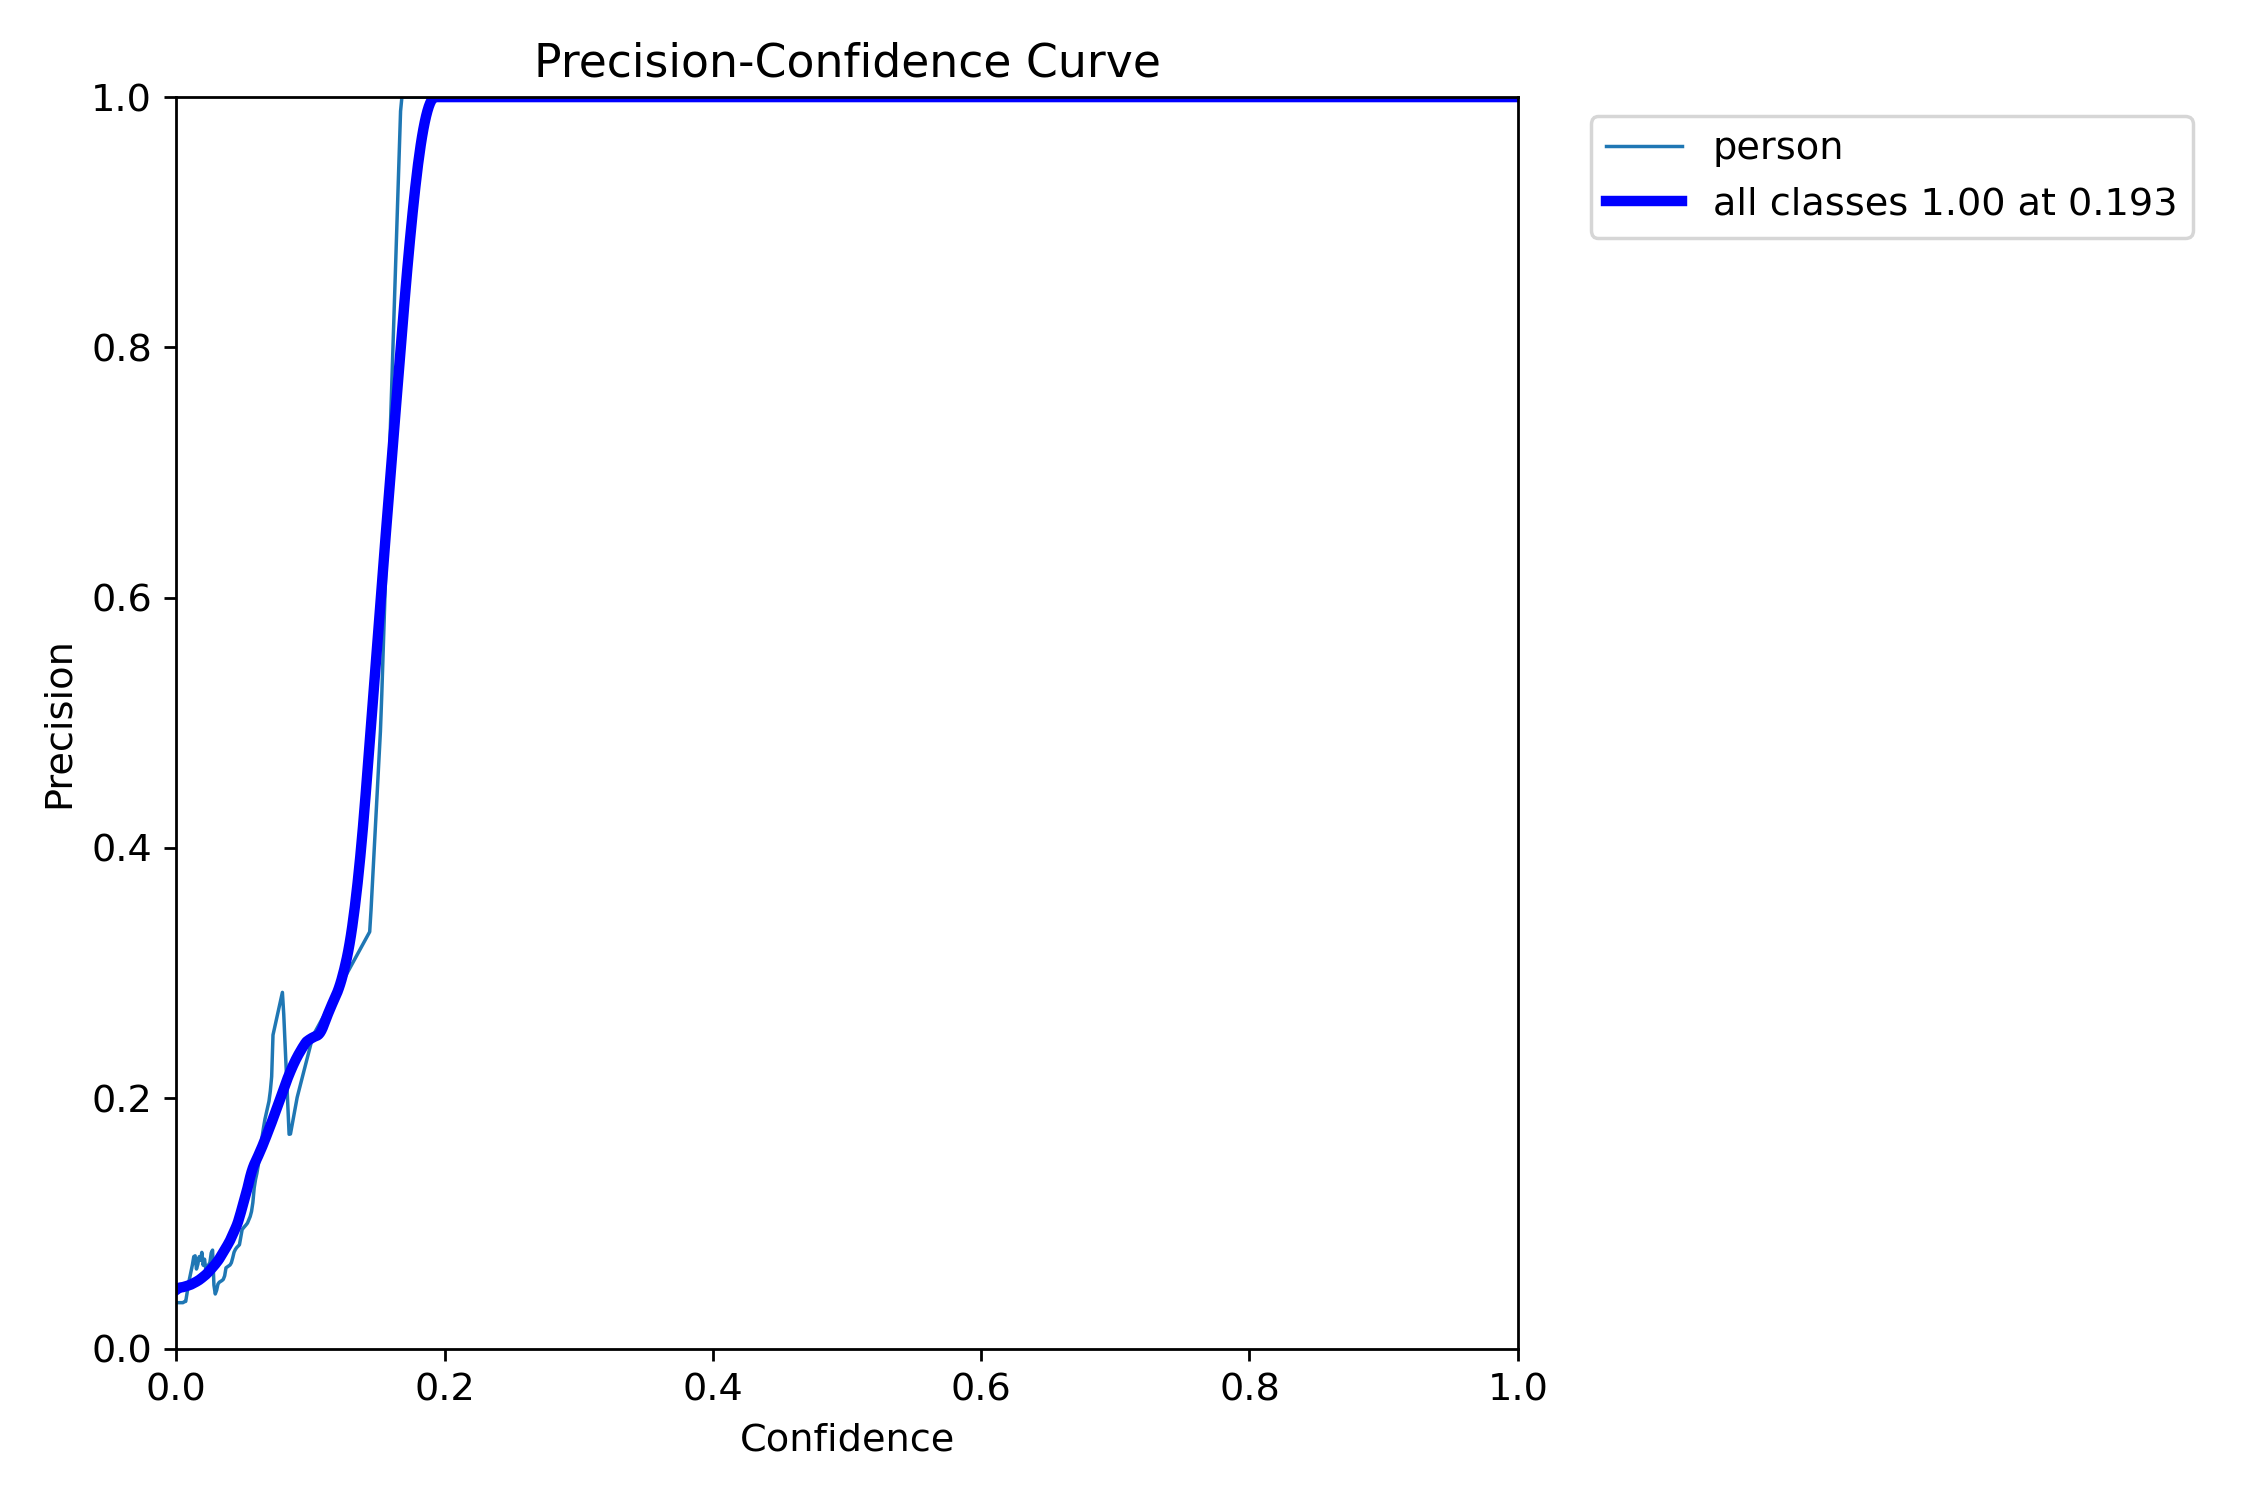 Precision-Confidence Curve
1.0
0.8
0.6
0.4
0.2
0.0
Precision
0.0 0.2 0.4 0.6 0.8 1.0
Confidence
person
all classes 1.00 at 0.193